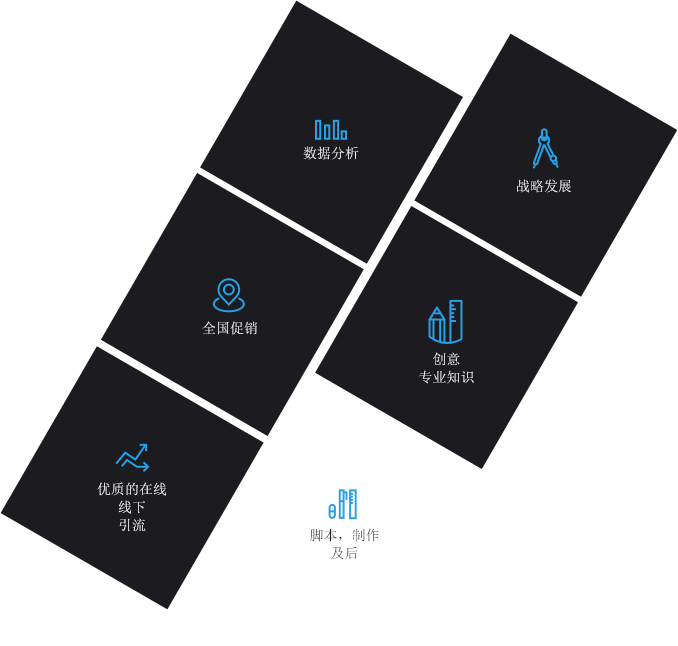 数据分析
战略发展
全国促销
创意
专业知识
优质的在线
线下
引流
脚本，制作
及后